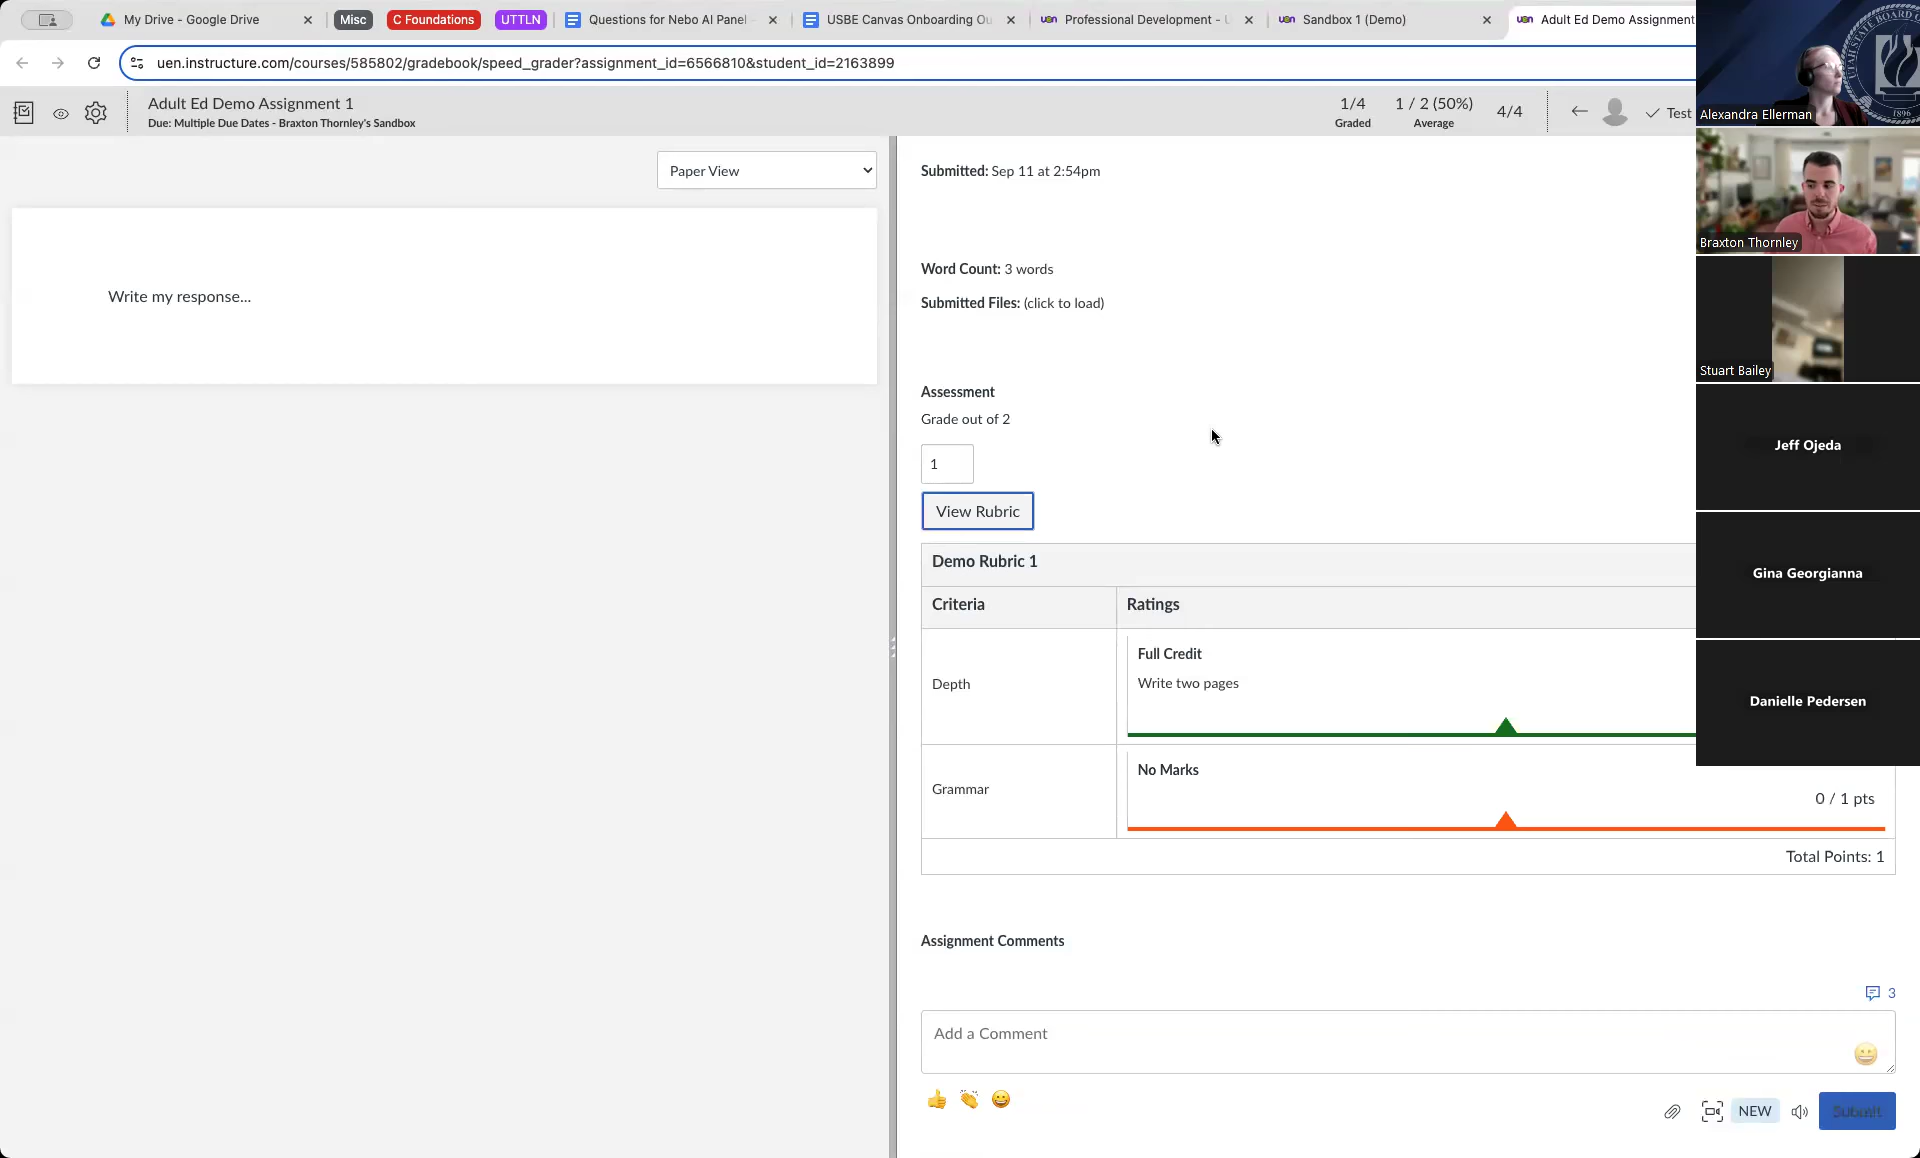 My Drive - Google Drive
Misc
C Foundations
UTTLN
Questions for Nebo AI Panel
USBE Canvas Onboarding Ou
Professional Development - U
Sandbox 1 (Demo)
Adult Ed Demo Assignment
uen.instructure.com/courses/585802/gradebook/speed_grader?assignment_id=6566810&student_id=2163899
Adult Ed Demo Assignment 1
Due: Multiple Due Dates - Braxton Thornley's Sandbox
1/4
Graded
1 / 2 (50%)
Average
4/4
Test
Paper View
Write my response...
Submitted: Sep 11 at 2:54pm
Word Count: 3 words
Submitted Files: (click to load)
Assessment
Grade out of 2
1
View Rubric
Demo Rubric 1
Criteria
Ratings
Depth
Full Credit
Write two pages
Grammar
No Marks
0 / 1 pts
Total Points: 1
Assignment Comments
3
Add a Comment
NEW
Submit
UTAH STATE BOARD
1896
Alexandra Ellerman
Braxton Thornley
Stuart Bailey
Jeff Ojeda
Gina Georgianna
Danielle Pedersen